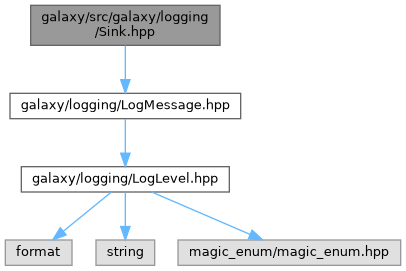 galaxy/src/galaxy/logging
/Sink.hpp
galaxy/logging/LogMessage.hpp
galaxy/logging/LogLevel.hpp
format
string
magic_enum/magic_enum.hpp